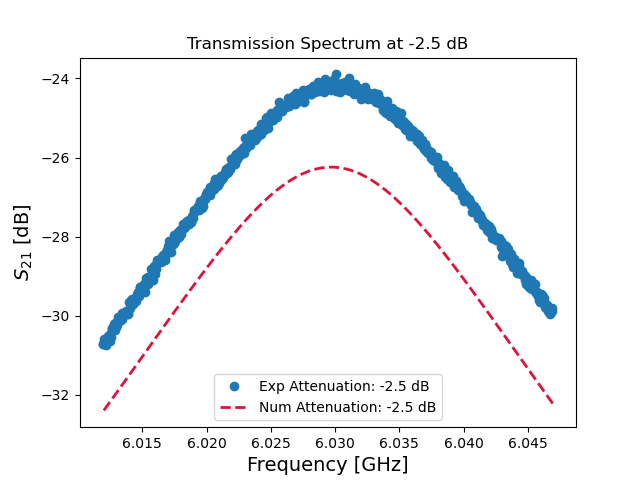 Transmission Spectrum at -2.5 dB
−24
−26
−28
−30
−32
S21 [dB]
Exp Attenuation: -2.5 dB
Num Attenuation: -2.5 dB
6.015 6.020 6.025 6.030 6.035 6.040 6.045
Frequency [GHz]